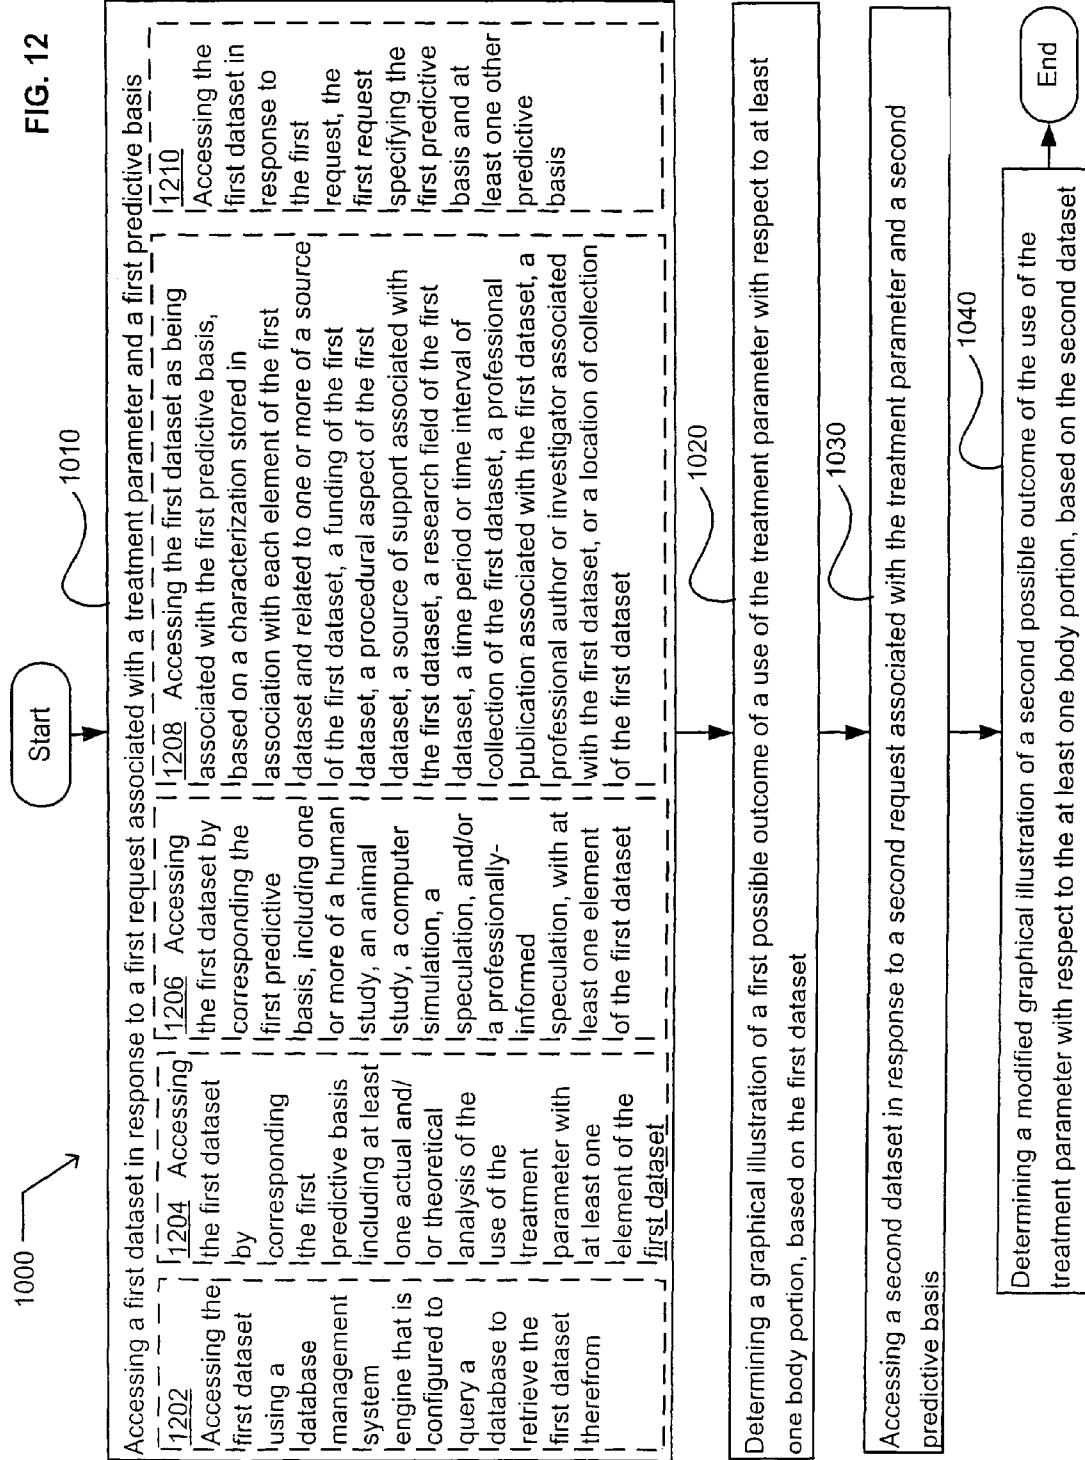 FIG. 12
1000
Start
1010
Accessing a first dataset in response to a first request associated with a treatment parameter and a first predictive basis
1202
Accessing the
first dataset
using a
database
management
system
engine that is
configured to
query a
database to
retrieve the
first dataset
therefrom
1204 Accessing
the first dataset
by
corresponding
the first
predictive basis
including at least
one actual and/
or theoretical
analysis of the
use of the
treatment
parameter with
at least one
element of the
first dataset
1206 Accessing
the first dataset by
corresponding the
first predictive
basis, including one
or more of a human
study, an animal
study, a computer
simulation, a
speculation, and/or
a professionally-
informed
speculation, with at
least one element
of the first dataset
1208 Accessing the first dataset as being
associated with the first predictive basis,
based on a characterization stored in
association with each element of the first
dataset and related to one or more of a source
of the first dataset, a funding of the first
dataset, a procedural aspect of the first
dataset, a source of support associated with
the first dataset, a research field of the first
dataset, a time period or time interval of
collection of the first dataset, a professional
publication associated with the first dataset, a
professional author or investigator associated
with the first dataset, or a location of collection
of the first dataset
1210
Accessing the
first dataset in
response to
the first
request, the
first request
specifying the
first predictive
basis and at
least one other
predictive
basis
1020
Determining a graphical illustration of a first possible outcome of a use of the treatment parameter with respect to at least
one body portion, based on the first dataset
1030
Accessing a second dataset in response to a second request associated with the treatment parameter and a second
predictive basis
1040
Determining a modified graphical illustration of a second possible outcome of the use of the
treatment parameter with respect to the at least one body portion, based on the second dataset
End